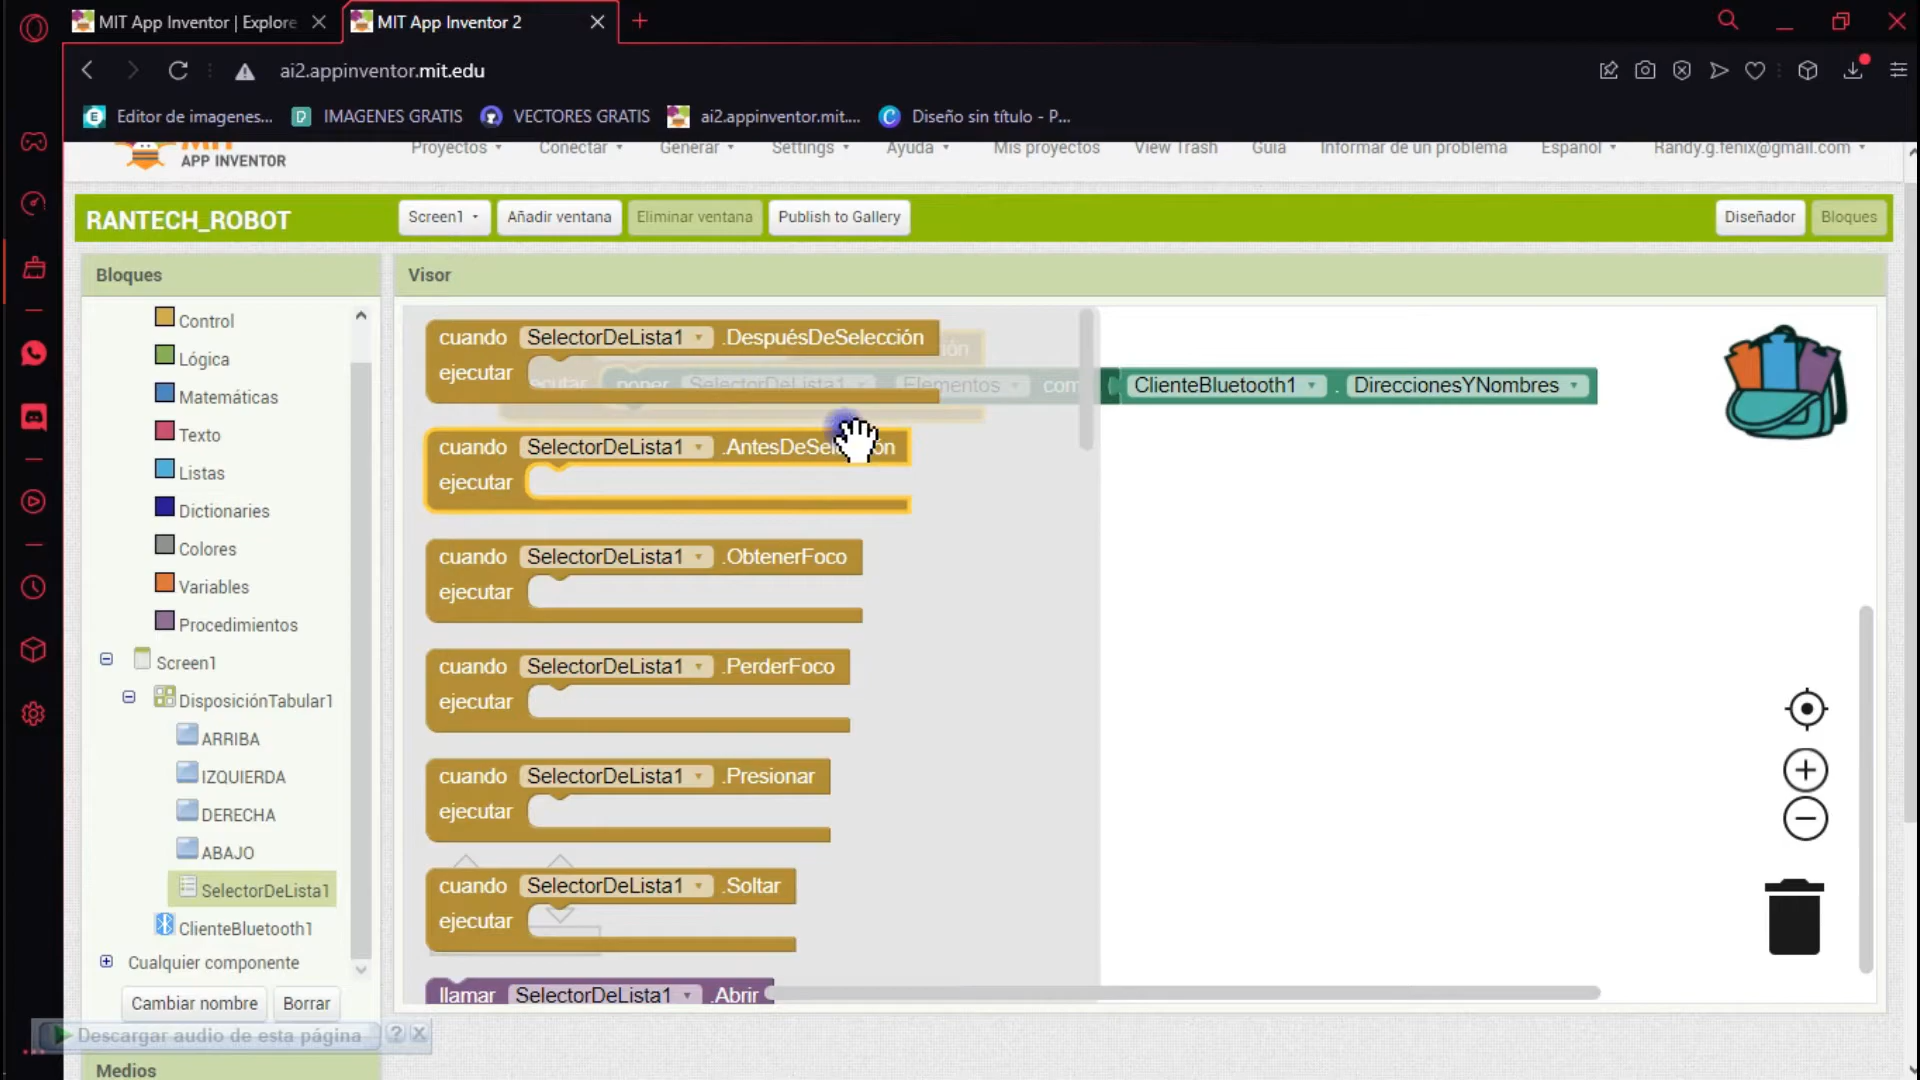 MIT App Inventor | Explore
MIT App Inventor 2
ai2.appinventor.mit.edu
Editor de imagenes...
IMAGENES GRATIS
VECTORES GRATIS
ai2.appinventor.mit....
Diseño sin título - P...
APP INVENTOR
Proyectos
Conectar
Generar
Settings
Ayuda
Mis proyectos
View Trash
Guía
Informar de un problema
Español
Randy.g.fenix@gmail.com
RANTECH_ROBOT
Screen1
Añadir ventana
Eliminar ventana
Publish to Gallery
Diseñador
Bloques
Bloques
Visor
Control
Lógica
Matemáticas
Texto
Listas
Dictionaries
Colores
Variables
Procedimientos
Screen1
DisposiciónTabular1
ARRIBA
IZQUIERDA
DERECHA
ABAJO
SelectorDeLista1
ClienteBluetooth1
Cualquier componente
Cambiar nombre
Borrar
Descargar audio de esta página
Medios
cuando SelectorDeLista1 .DespuésDeSelección
ejecutar
poner SelectorDeLista1 . Elementos como ClienteBluetooth1 . DireccionesYNombres
cuando SelectorDeLista1 .AntesDeSelección
ejecutar
cuando SelectorDeLista1 .ObtenerFoco
ejecutar
cuando SelectorDeLista1 .PerderFoco
ejecutar
cuando SelectorDeLista1 .Presionar
ejecutar
cuando SelectorDeLista1 .Soltar
ejecutar
llamar SelectorDeLista1 .Abrir